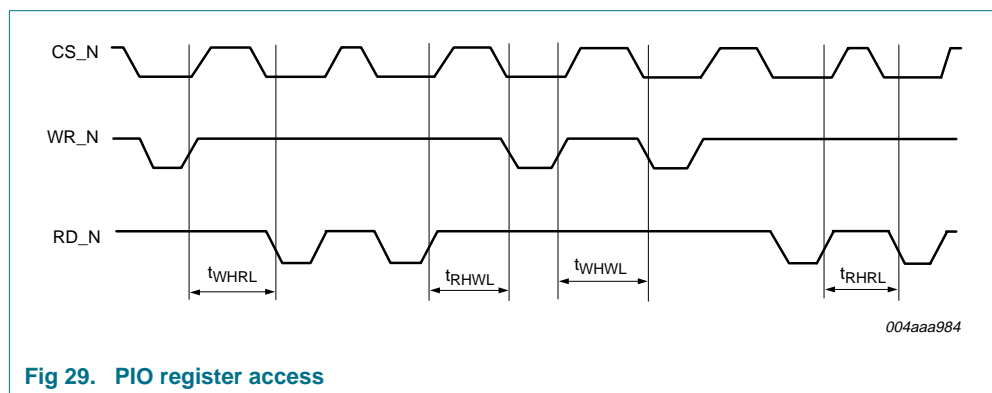 CS_N
WR_N
RD_N
tWHRL
tRHWL
tWHWL
tRHRL
004aaa984
Fig 29. PIO register access